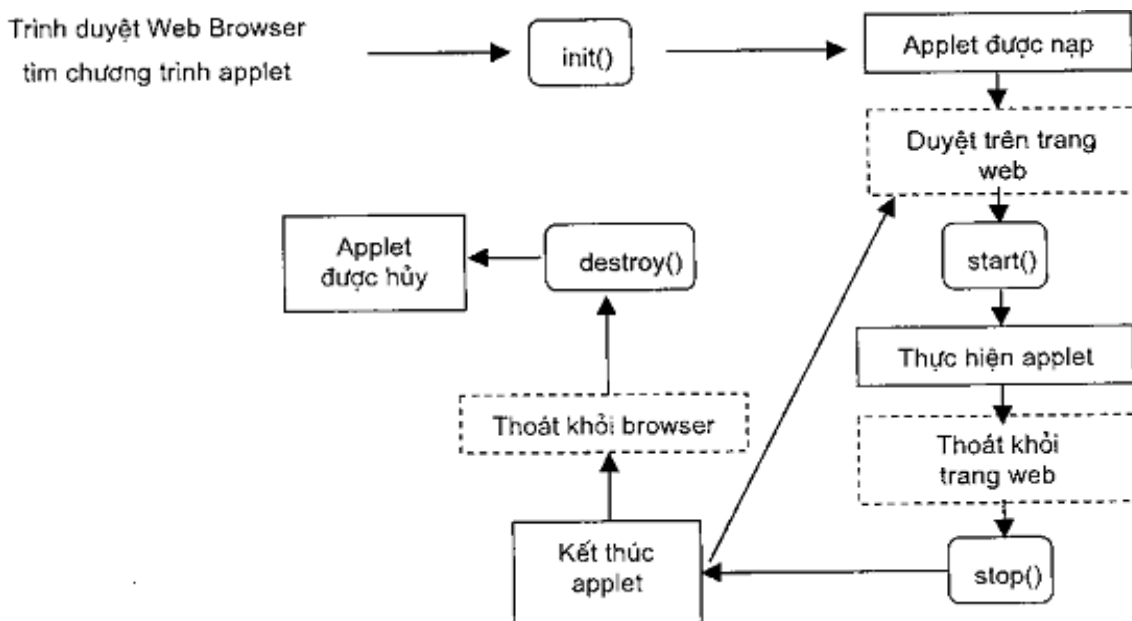 Trình duyệt Web Browser
tìm chương trình applet
init()
Applet được nạp
Duyệt trên trang
web
start()
Thực hiện applet
Thoát khỏi
trang web
stop()
Kết thúc
applet
Thoát khỏi browser
destroy()
Applet
được hủy